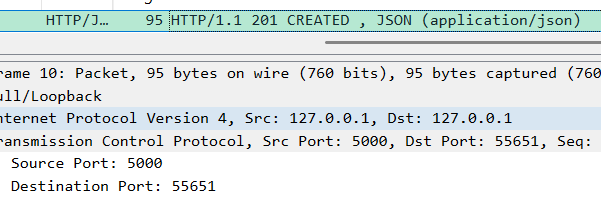 HTTP/J… 95 HTTP/1.1 201 CREATED , JSON (application/json)
rame 10: Packet, 95 bytes on wire (760 bits), 95 bytes captured (760
ull/Loopback
nternet Protocol Version 4, Src: 127.0.0.1, Dst: 127.0.0.1
ransmission Control Protocol, Src Port: 5000, Dst Port: 55651, Seq:
Source Port: 5000
Destination Port: 55651